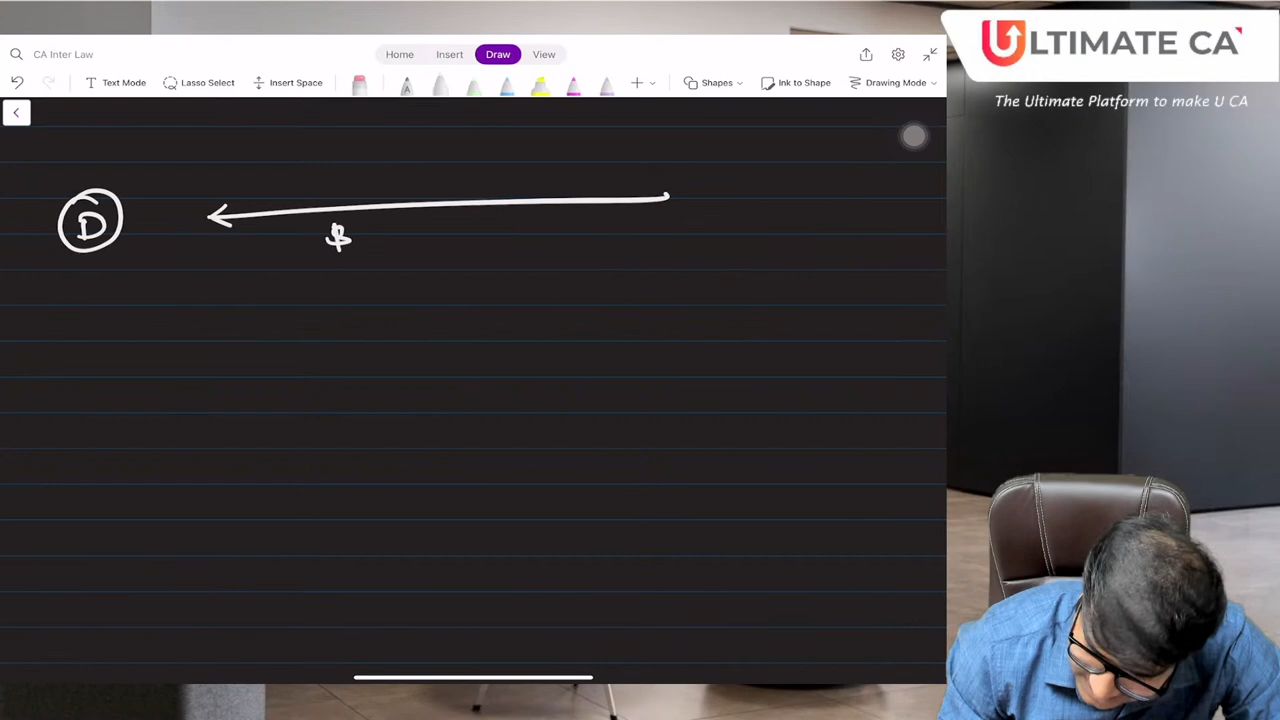 ULTIMATE CA
The Ultimate Platform to make U CA
CA Inter Law
Home Insert Draw View
Text Mode Lasso Select Insert Space Shapes Ink to Shape Drawing Mode
D
$